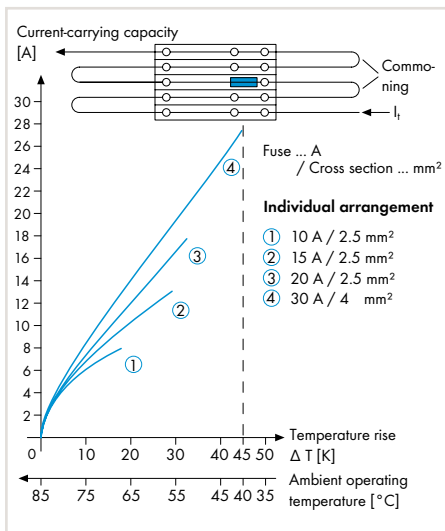 Current-carrying capacity
[A]
Commo-
ning
Iₜ
30
28
26
24
22
20
18
16
14
12
10
8
6
4
2
0
Fuse ... A
/ Cross section ... mm²
Individual arrangement
① 10 A / 2.5 mm²
② 15 A / 2.5 mm²
③ 20 A / 2.5 mm²
④ 30 A / 4 mm²
④
③
②
①
10 20 30 40 45 50
Temperature rise
Δ T [K]
85 75 65 55 45 40 35
Ambient operating
temperature [°C]